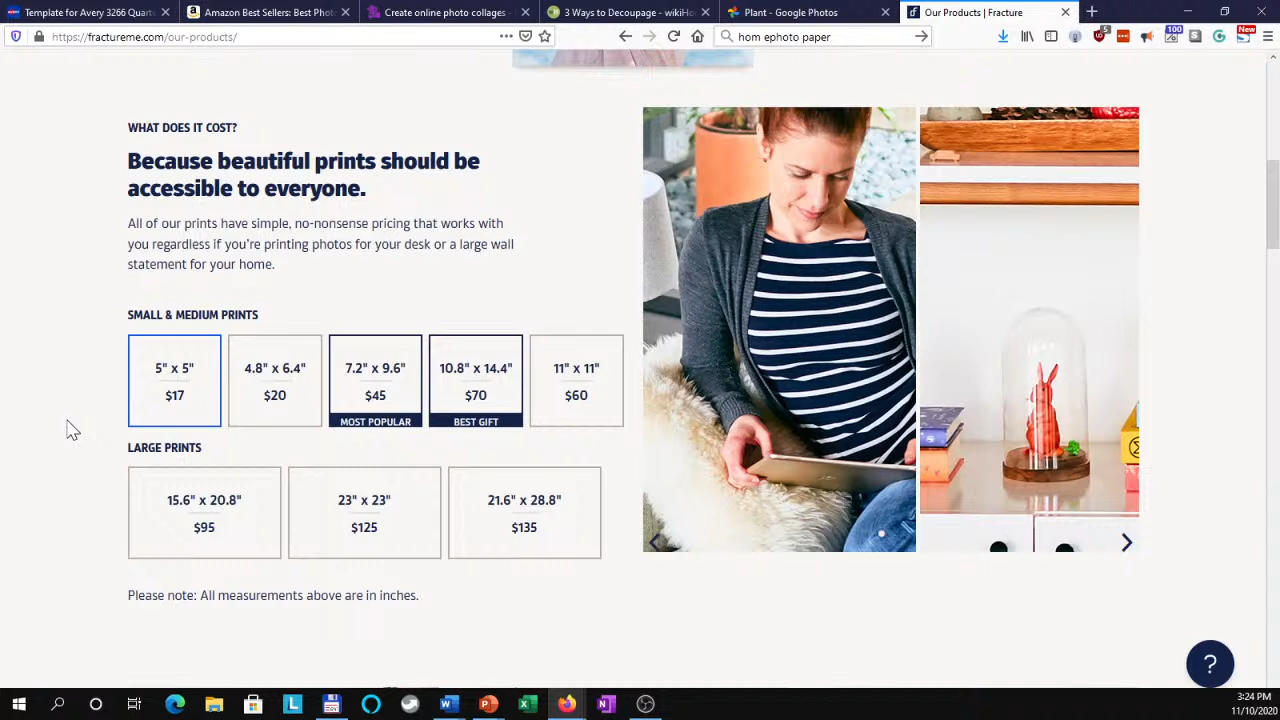 Template for Avery 3266 Quarte
Amazon Best Sellers: Best Phot
Create online photo collages -
3 Ways to Decoupage - wikiHo
Plant - Google Photos
Our Products | Fracture
https://fractureme.com/our-products/
hom ephoto paper
5
100
New
WHAT DOES IT COST?
Because beautiful prints should be
accessible to everyone.
All of our prints have simple, no-nonsense pricing that works with
you regardless if you're printing photos for your desk or a large wall
statement for your home.
SMALL & MEDIUM PRINTS
5" x 5"
$17
4.8" x 6.4"
$20
7.2" x 9.6"
$45
MOST POPULAR
10.8" x 14.4"
$70
BEST GIFT
11" x 11"
$60
LARGE PRINTS
15.6" x 20.8"
$95
23" x 23"
$125
21.6" x 28.8"
$135
Please note: All measurements above are in inches.
?
3:24 PM
11/10/2020